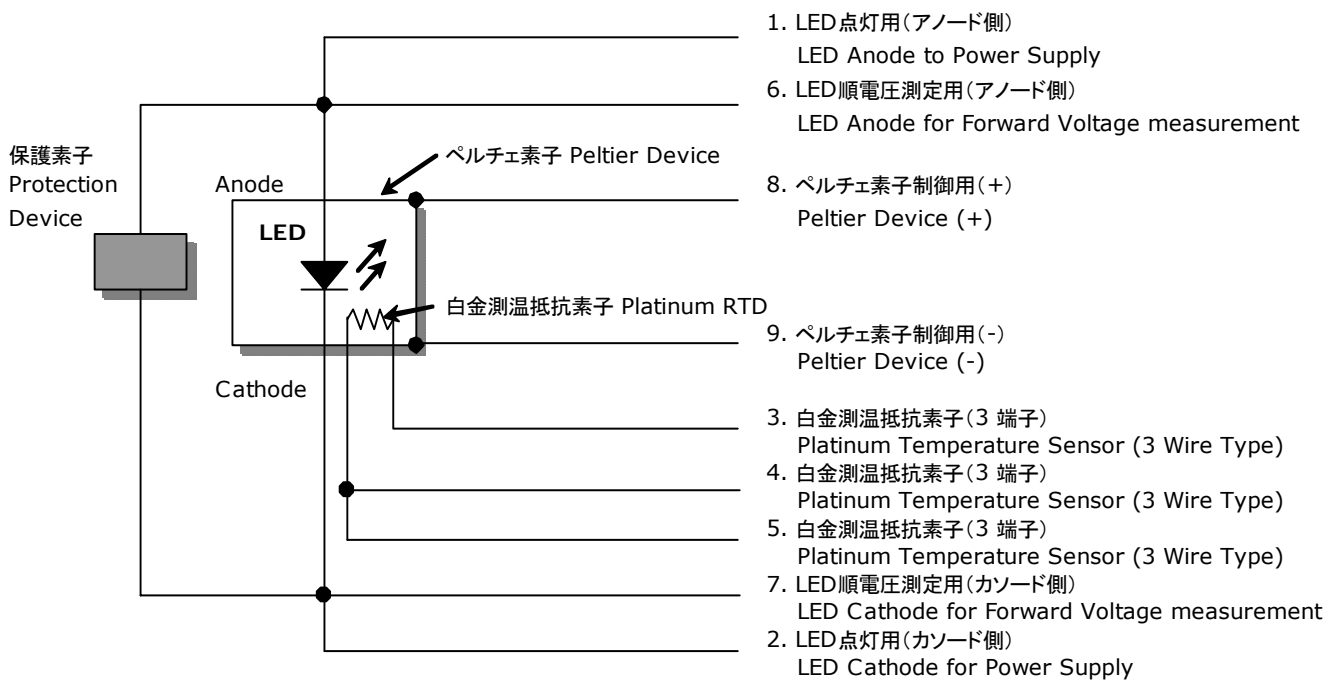 1. LED点灯用(アノード側)
LED Anode to Power Supply
6. LED順電圧測定用(アノード側)
LED Anode for Forward Voltage measurement
保護素子
Protection
Device
ペルチェ素子 Peltier Device
Anode
8. ペルチェ素子制御用(+)
Peltier Device (+)
LED
白金測温抵抗素子 Platinum RTD
9. ペルチェ素子制御用(-)
Peltier Device (-)
Cathode
3. 白金測温抵抗素子(3 端子)
Platinum Temperature Sensor (3 Wire Type)
4. 白金測温抵抗素子(3 端子)
Platinum Temperature Sensor (3 Wire Type)
5. 白金測温抵抗素子(3 端子)
Platinum Temperature Sensor (3 Wire Type)
7. LED順電圧測定用(カソード側)
LED Cathode for Forward Voltage measurement
2. LED点灯用(カソード側)
LED Cathode for Power Supply